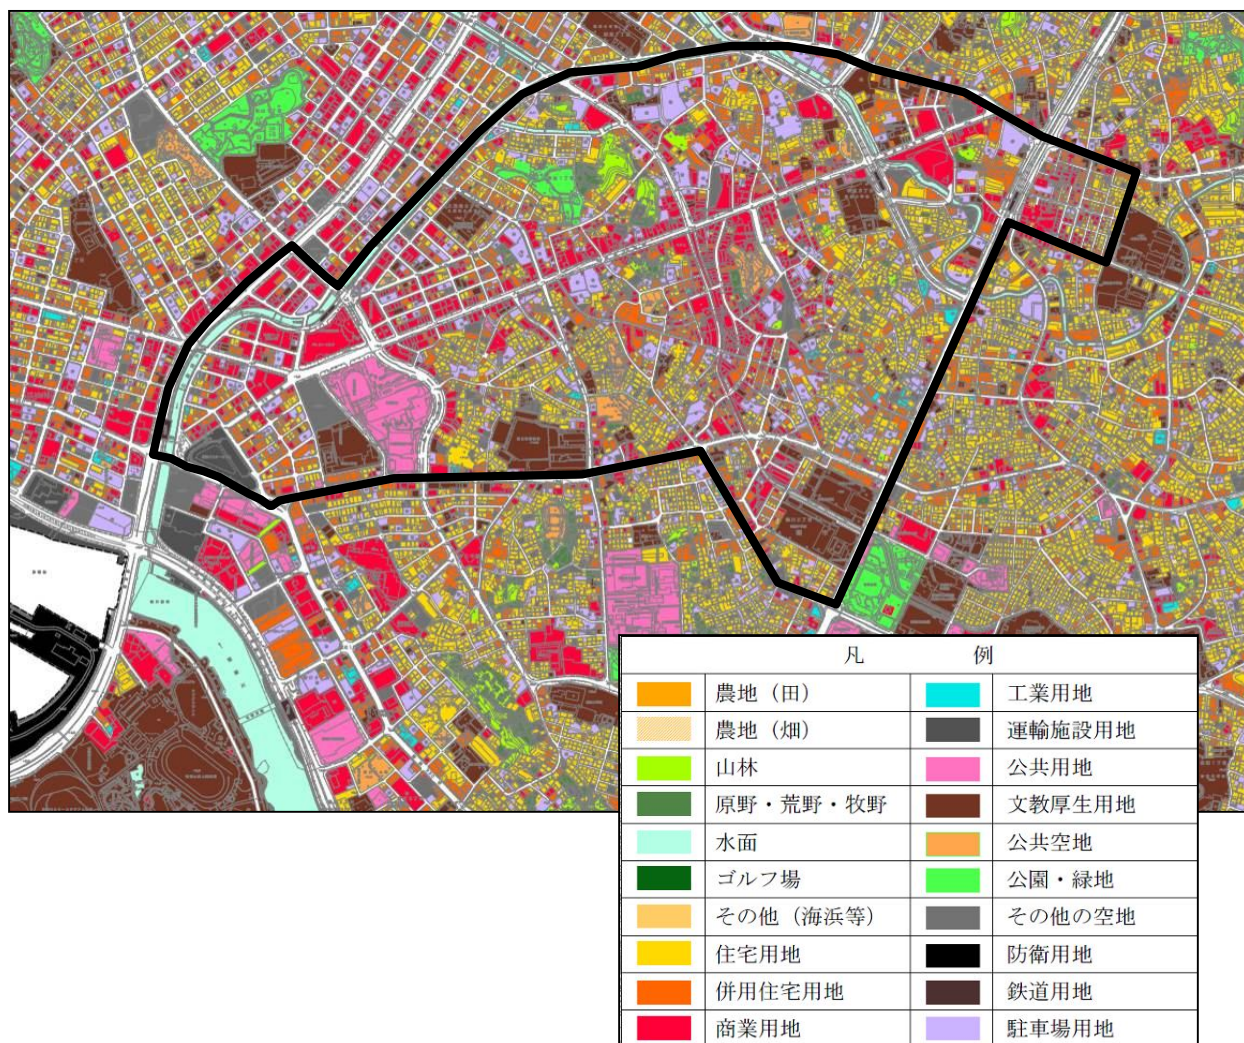 凡　　　例
農地（田）　工業用地
農地（畑）　運輸施設用地
山林　公共用地
原野・荒野・牧野　文教厚生用地
水面　公共空地
ゴルフ場　公園・緑地
その他（海浜等）　その他の空地
住宅用地　防衛用地
併用住宅用地　鉄道用地
商業用地　駐車場用地